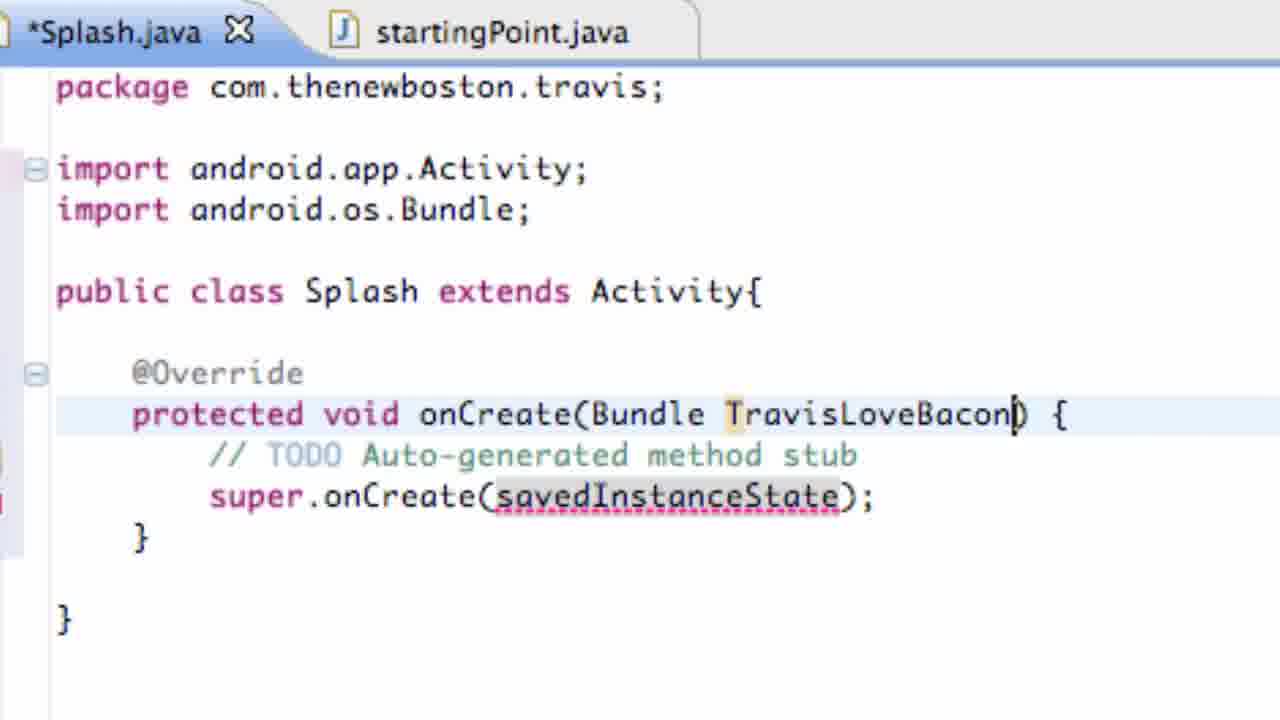 *Splash.java startingPoint.java
package com.thenewboston.travis;
import android.app.Activity;
import android.os.Bundle;
public class Splash extends Activity{
@Override
protected void onCreate(Bundle TravisLoveBacon) {
// TODO Auto-generated method stub
super.onCreate(savedInstanceState);
}
}